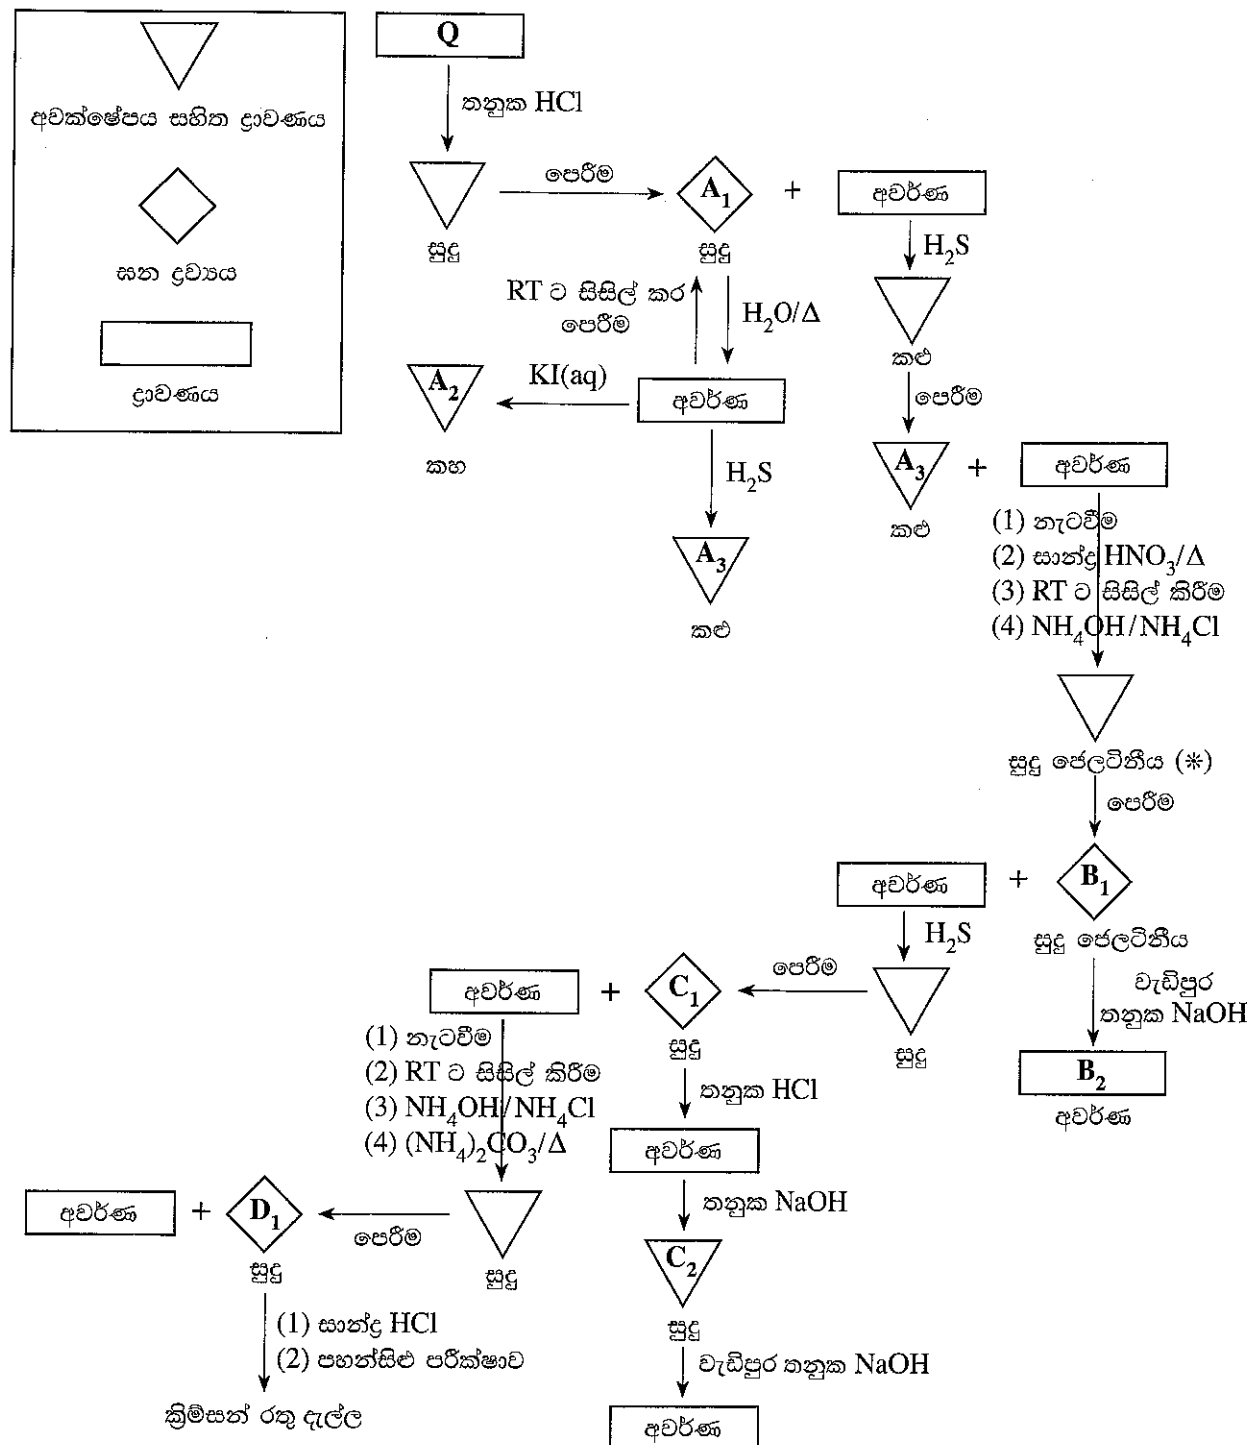 අවක්ෂේපය සහිත ද්‍රාවණය
ඝන ද්‍රව්‍යය
ද්‍රාවණය
Q
තනුක HCl
සුදු
පෙරීම
A1
සුදු
+
අවර්ණ
H2S
කළු
පෙරීම
RT ට සිසිල් කර
පෙරීම
H2O/Δ
අවර්ණ
KI(aq)
A2
කහ
H2S
A3
කළු
A3
කළු
+
අවර්ණ
(1) නැටවීම
(2) සාන්ද්‍ර HNO3/Δ
(3) RT ට සිසිල් කිරීම
(4) NH4OH/NH4Cl
සුදු ජෙලටිනීය (*)
පෙරීම
අවර්ණ
+
B1
සුදු ජෙලටිනීය
වැඩිපුර
තනුක NaOH
B2
අවර්ණ
H2S
සුදු
පෙරීම
අවර්ණ
+
C1
සුදු
තනුක HCl
අවර්ණ
තනුක NaOH
C2
සුදු
වැඩිපුර තනුක NaOH
අවර්ණ
(1) නැටවීම
(2) RT ට සිසිල් කිරීම
(3) NH4OH/NH4Cl
(4) (NH4)2CO3/Δ
සුදු
පෙරීම
අවර්ණ
+
D1
සුදු
(1) සාන්ද්‍ර HCl
(2) පහන්සිළු පරීක්ෂාව
ක්‍රිම්සන් රතු දැල්ල